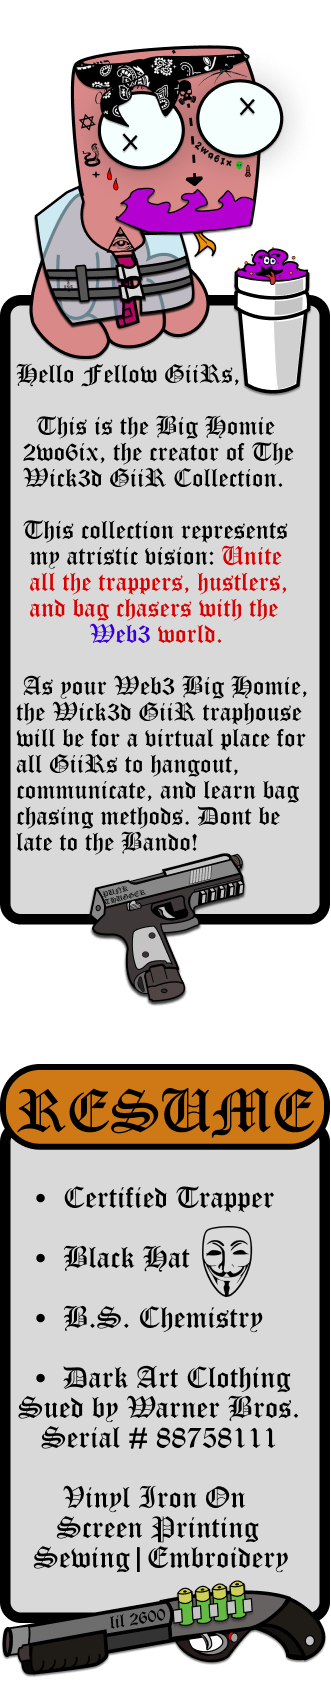 2wo6ix
Hello Fellow GiiRs,
This is the Big Homie
2wo6ix, the creator of The
Wick3d GiiR Collection.
This collection represents
my atristic vision: Unite
all the trappers, hustlers,
and bag chasers with the
Web3 world.
As your Web3 Big Homie,
the Wick3d GiiR traphouse
will be for a virtual place for
all GiiRs to hangout,
communicate, and learn bag
chasing methods. Dont be
late to the Bando!
PUNK
THUGGER
RESUME
• Certified Trapper
• Black Hat
• B.S. Chemistry
• Dark Art Clothing
Sued by Warner Bros.
Serial # 88758111
Vinyl Iron On
Screen Printing
Sewing|Embroidery
lil 2600